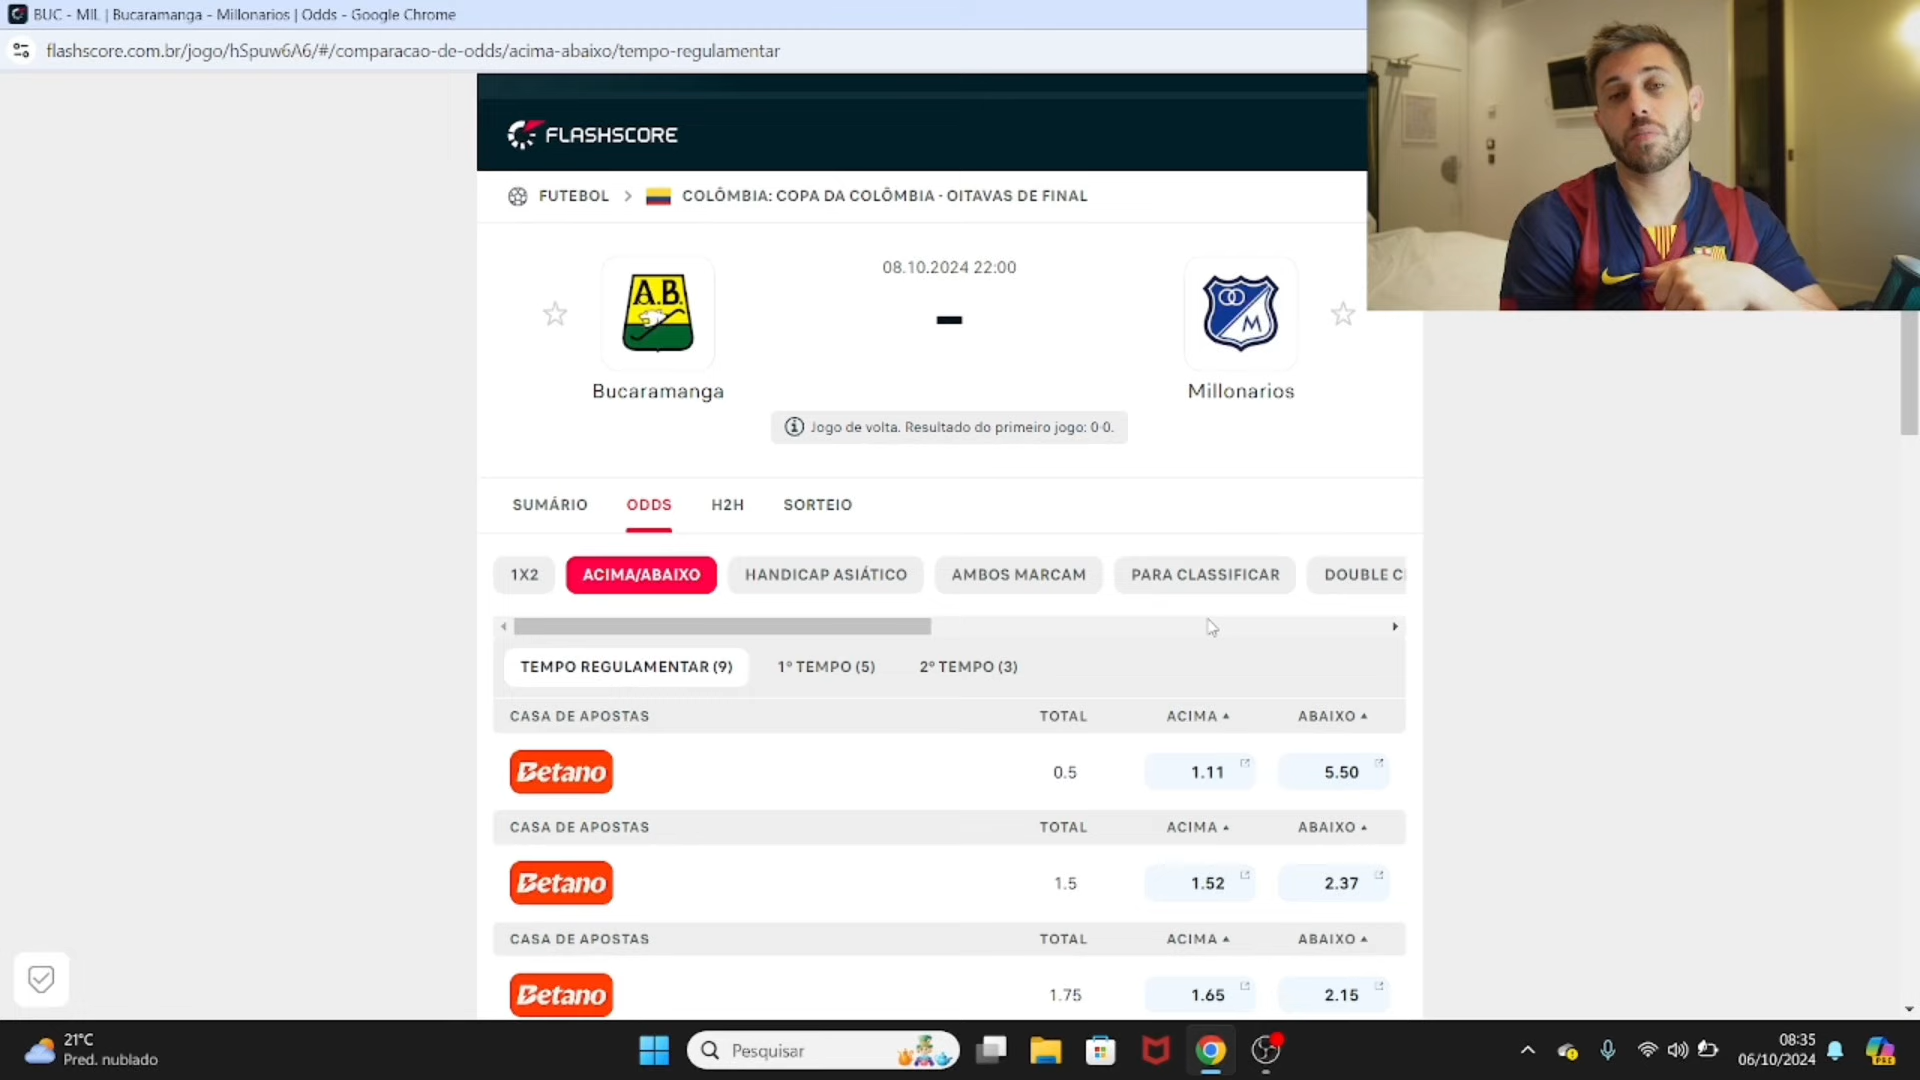 BUC - MIL | Bucaramanga - Millonarios | Odds - Google Chrome
flashscore.com.br/jogo/hSpuw6A6/#/comparacao-de-odds/acima-abaixo/tempo-regulamentar
FLASHSCORE
FUTEBOL > COLÔMBIA: COPA DA COLÔMBIA - OITAVAS DE FINAL
08.10.2024 22:00
A.B.
M
-
Bucaramanga
Millonarios
Jogo de volta. Resultado do primeiro jogo: 0-0.
SUMÁRIO ODDS H2H SORTEIO
1X2 ACIMA/ABAIXO HANDICAP ASIÁTICO AMBOS MARCAM PARA CLASSIFICAR DOUBLE C
TEMPO REGULAMENTAR (9) 1º TEMPO (5) 2º TEMPO (3)
CASA DE APOSTAS TOTAL ACIMA ABAIXO
Betano 0.5 1.11 5.50
CASA DE APOSTAS TOTAL ACIMA ABAIXO
Betano 1.5 1.52 2.37
CASA DE APOSTAS TOTAL ACIMA ABAIXO
Betano 1.75 1.65 2.15
21°C
Pred. nublado
Pesquisar
08:35
06/10/2024
PRE